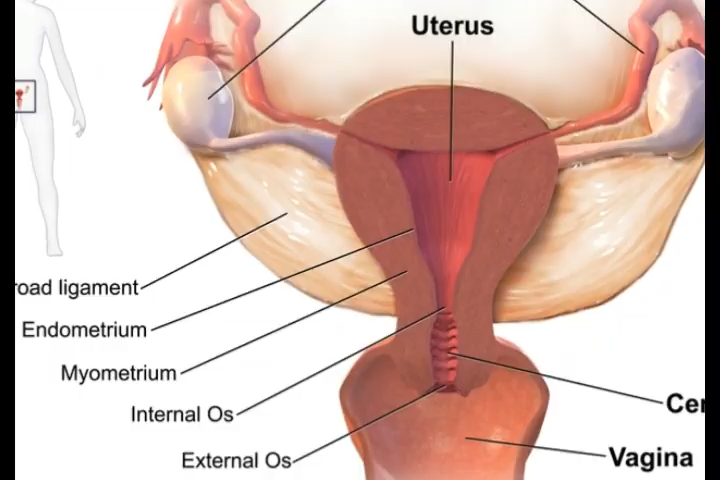 Uterus
road ligament
Endometrium
Myometrium
Internal Os
Cer
External Os
Vagina